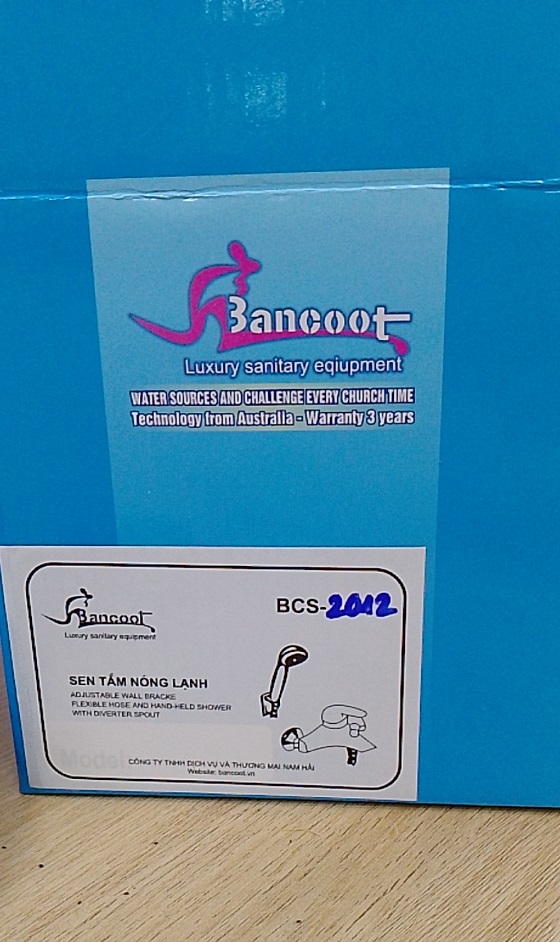 Bancoot
Luxury sanitary eqiupment
WATER SOURCES AND CHALLENGE EVERY CHURCH TIME
Technology from Australia - Warranty 3 years
Bancoot
Luxury sanitary equipment
BCS-2012
SEN TẮM NÓNG LẠNH
ADJUSTABLE WALL BRACKE
FLEXIBLE HOSE AND HAND-HELD SHOWER
WITH DIVERTER SPOUT
Model
CÔNG TY TNHH DỊCH VỤ VÀ THƯƠNG MẠI NAM HẢI
Website: bancoot.vn